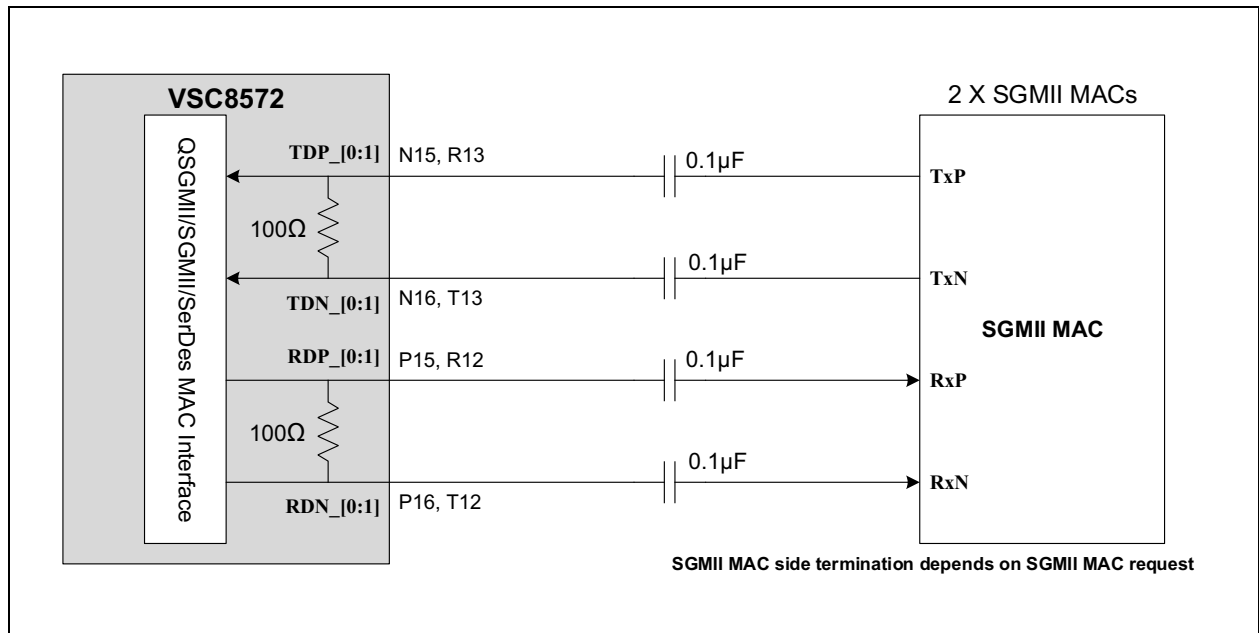 VSC8572
2 X SGMII MACs
QSGMII/SGMII/SerDes MAC Interface
TDP_[0:1]
N15, R13
0.1µF
TxP
100Ω
0.1µF
TDN_[0:1]
N16, T13
TxN
SGMII MAC
RDP_[0:1]
P15, R12
0.1µF
RxP
100Ω
0.1µF
RDN_[0:1]
P16, T12
RxN
SGMII MAC side termination depends on SGMII MAC request